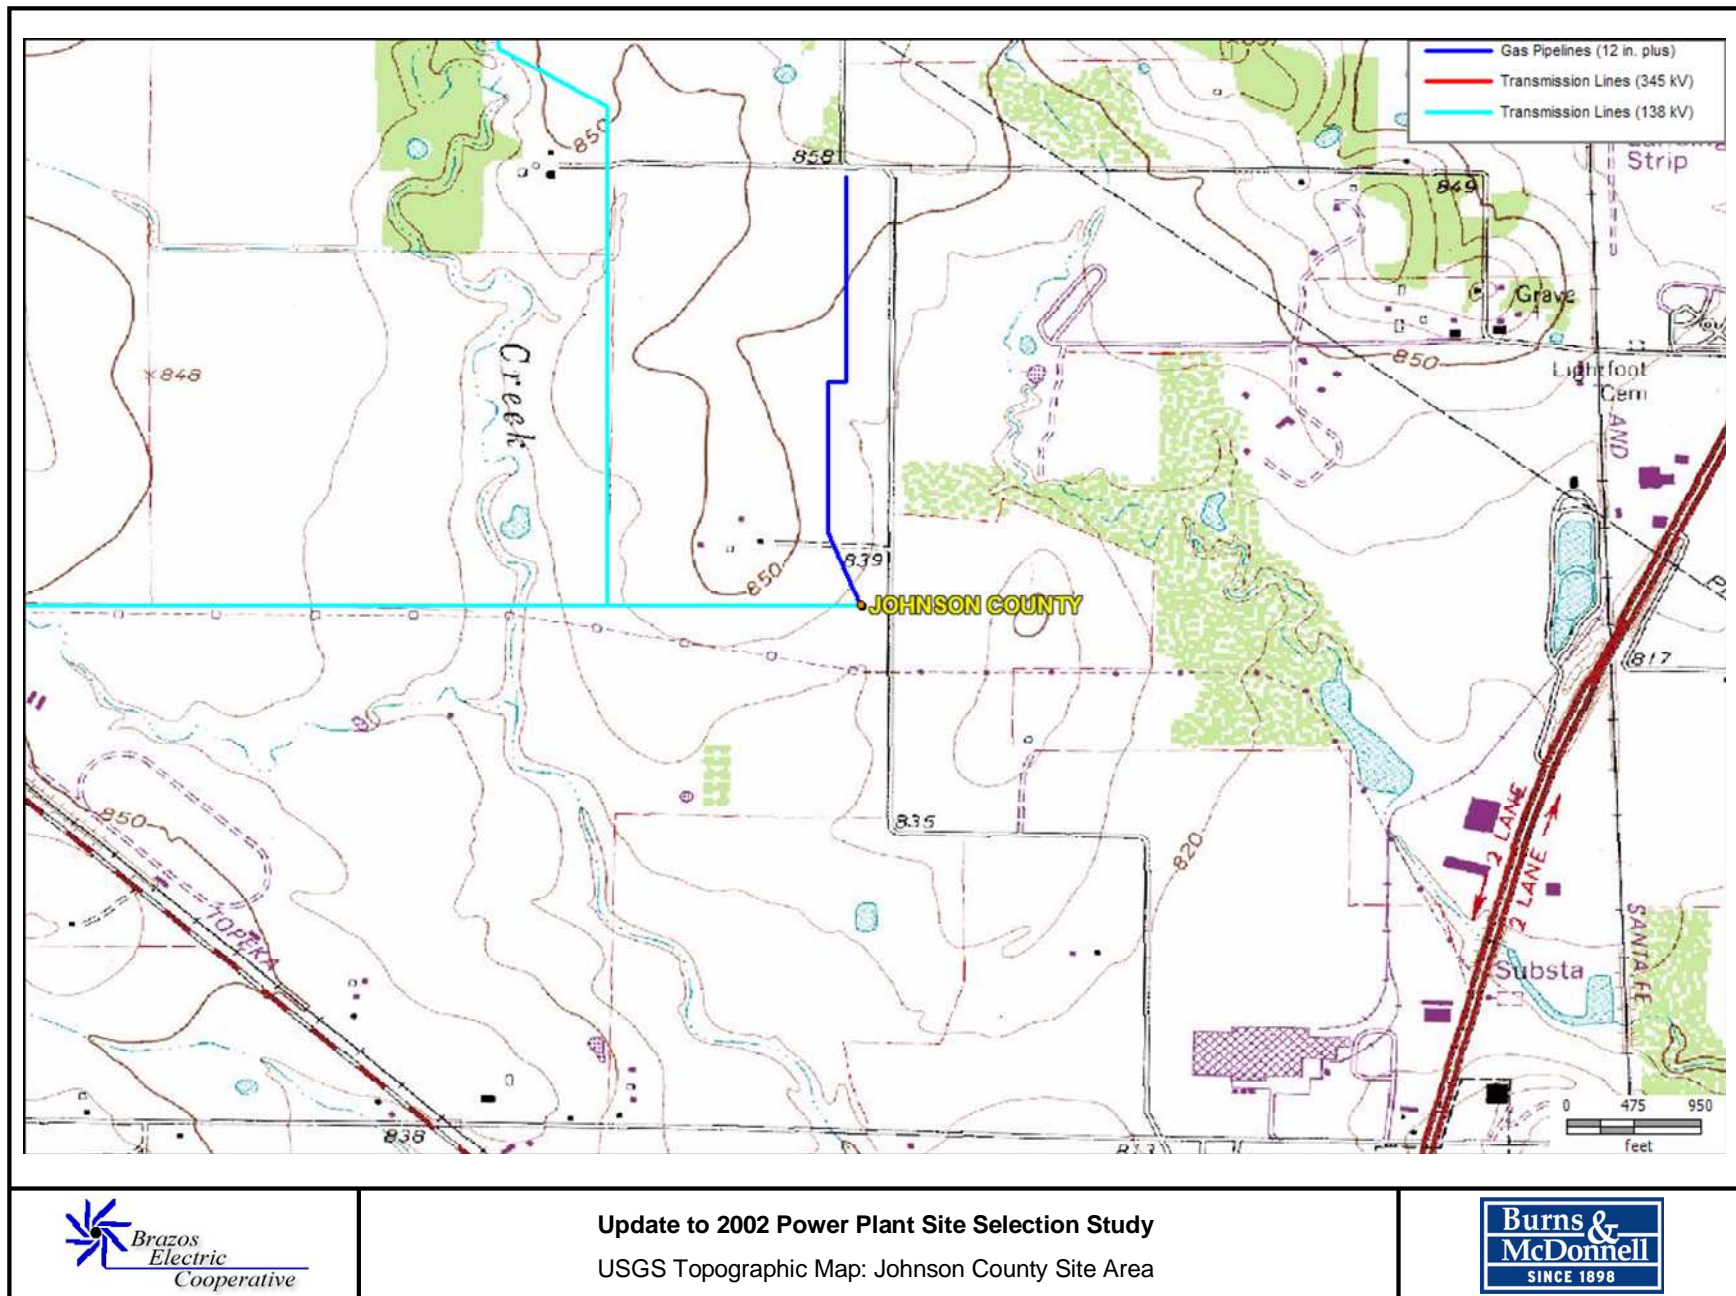 Gas Pipelines (12 in. plus)
Transmission Lines (345 kV)
Transmission Lines (138 kV)
Strip
850
858
849
Grave
850
Lightfoot
Cem
848
Creek
AND
839
850
JOHNSON COUNTY
817
850
835
820
2 LANE
2 LANE
TOPEKA
SANTA FE
Substa
838
813
0 475 950
feet
Brazos
Electric
Cooperative
Update to 2002 Power Plant Site Selection Study
USGS Topographic Map: Johnson County Site Area
Burns &
McDonnell
SINCE 1898